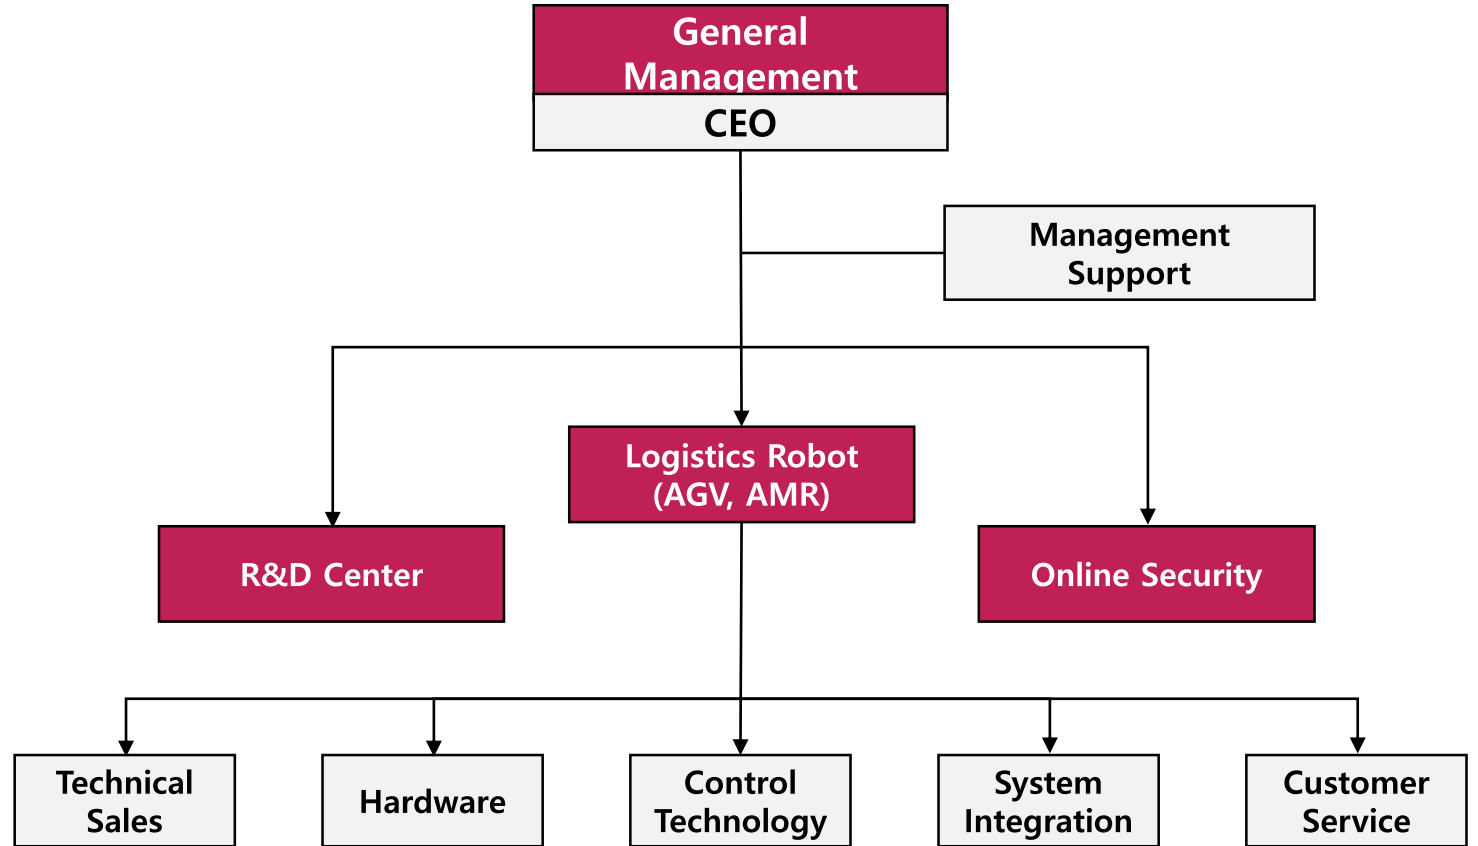 General
Management
CEO
Management
Support
Logistics Robot
(AGV, AMR)
R&D Center
Online Security
Technical
Sales
Hardware
Control
Technology
System
Integration
Customer
Service